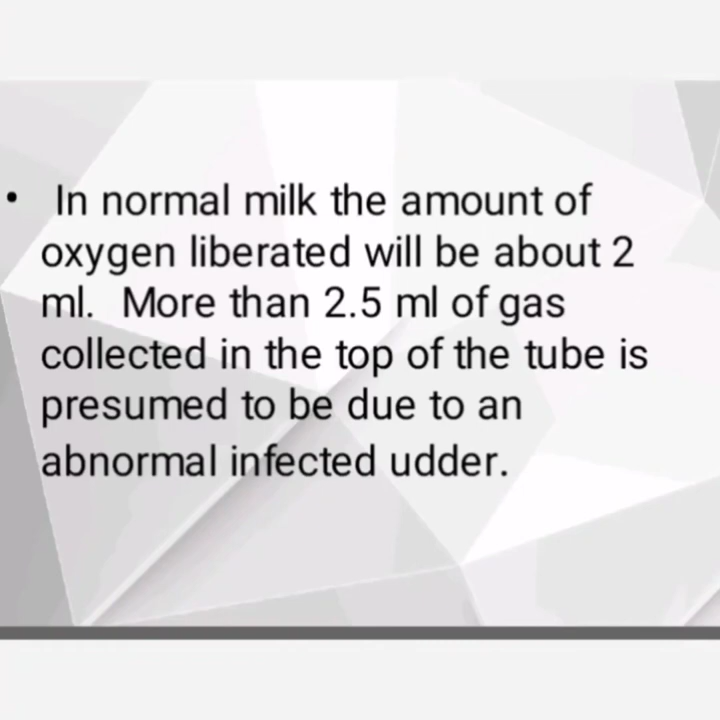 • In normal milk the amount of
oxygen liberated will be about 2
ml. More than 2.5 ml of gas
collected in the top of the tube is
presumed to be due to an
abnormal infected udder.